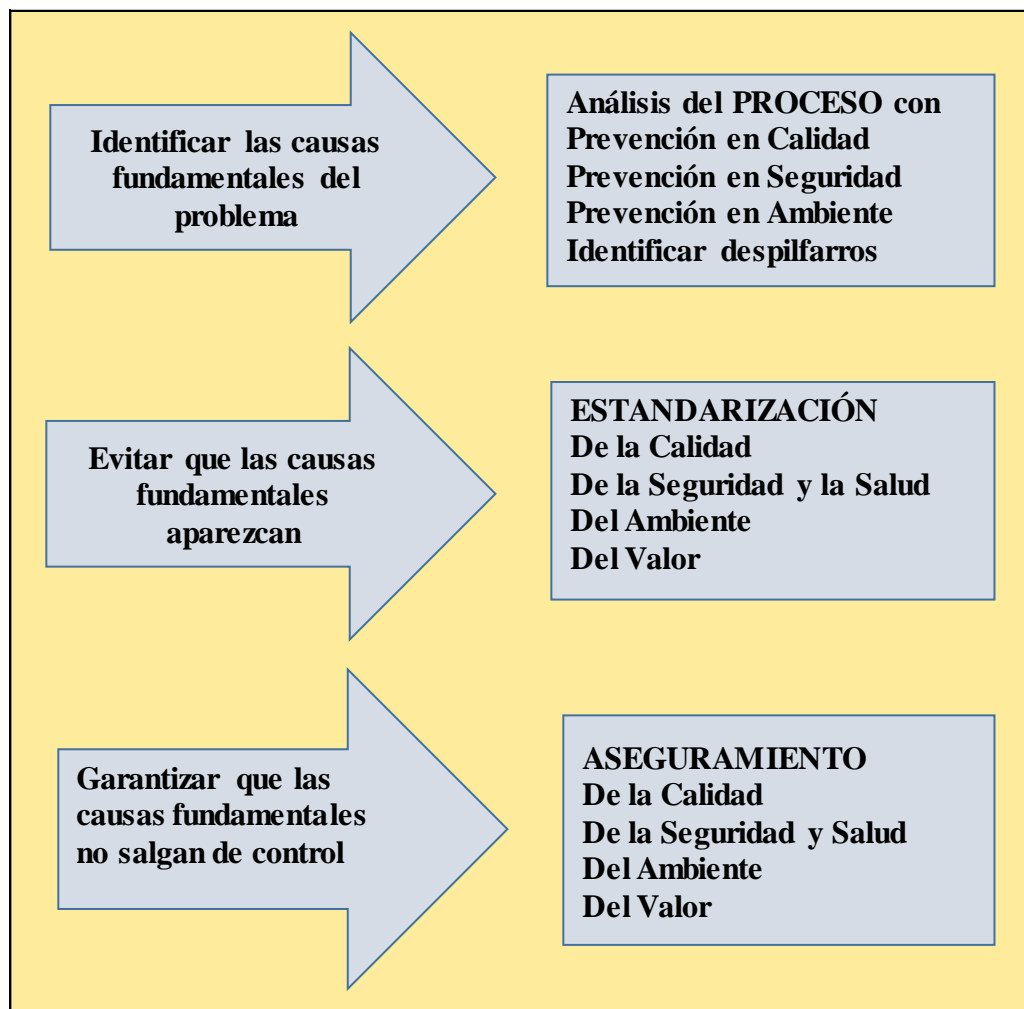 Identificar las causas
fundamentales del
problema
Análisis del PROCESO con
Prevención en Calidad
Prevención en Seguridad
Prevención en Ambiente
Identificar despilfarros
Evitar que las causas
fundamentales
aparezcan
ESTANDARIZACIÓN
De la Calidad
De la Seguridad y la Salud
Del Ambiente
Del Valor
Garantizar que las
causas fundamentales
no salgan de control
ASEGURAMIENTO
De la Calidad
De la Seguridad y Salud
Del Ambiente
Del Valor